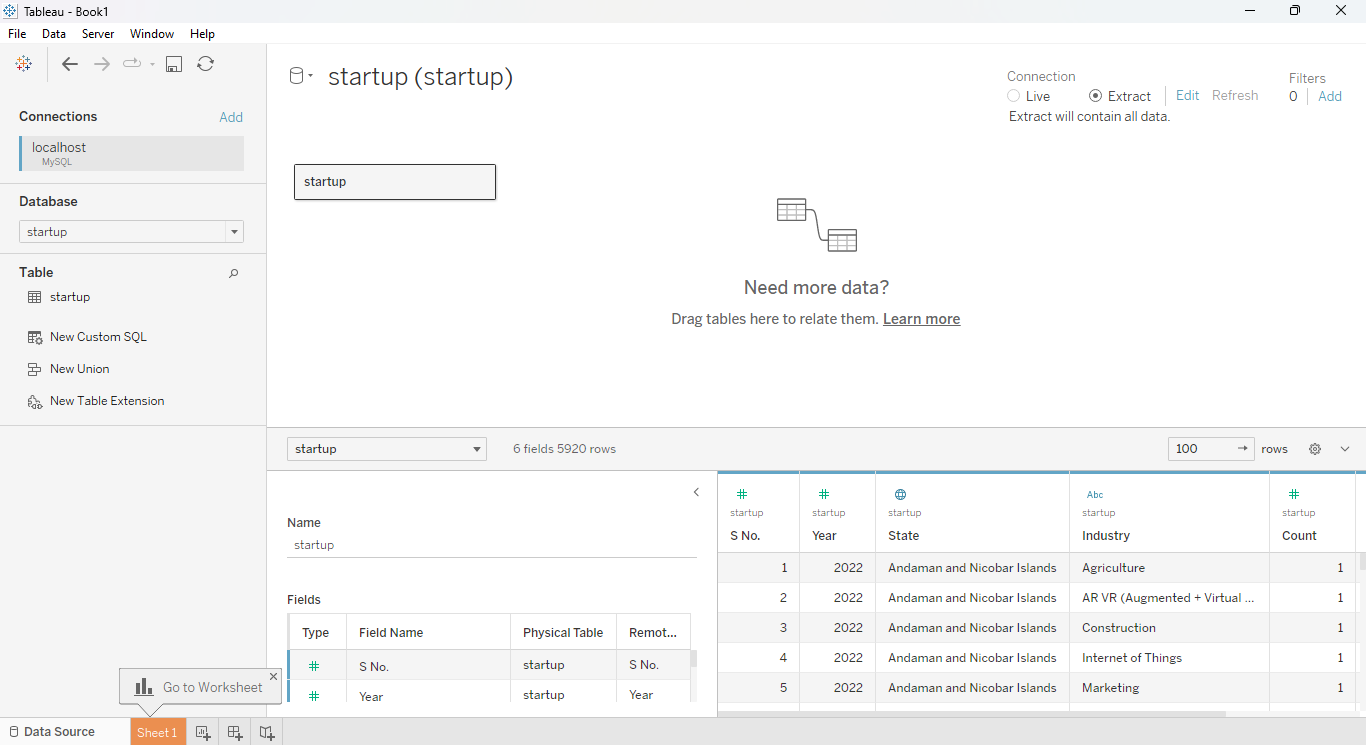 Tableau - Book1
File Data Server Window Help
Connections Add
localhost
MySQL
Database
startup
Table
startup
New Custom SQL
New Union
New Table Extension
startup (startup)
Connection
Live Extract Edit Refresh
Extract will contain all data.
Filters
0 Add
startup
Need more data?
Drag tables here to relate them. Learn more
startup 6 fields 5920 rows 100 rows
Name
startup
Fields
Type Field Name Physical Table Remot...
S No. startup S No.
Year startup Year
Abc
startup startup startup startup startup
S No. Year State Industry Count
1 2022 Andaman and Nicobar Islands Agriculture 1
2 2022 Andaman and Nicobar Islands AR VR (Augmented + Virtual ... 1
3 2022 Andaman and Nicobar Islands Construction 1
4 2022 Andaman and Nicobar Islands Internet of Things 1
5 2022 Andaman and Nicobar Islands Marketing 1
Go to Worksheet
Data Source Sheet 1